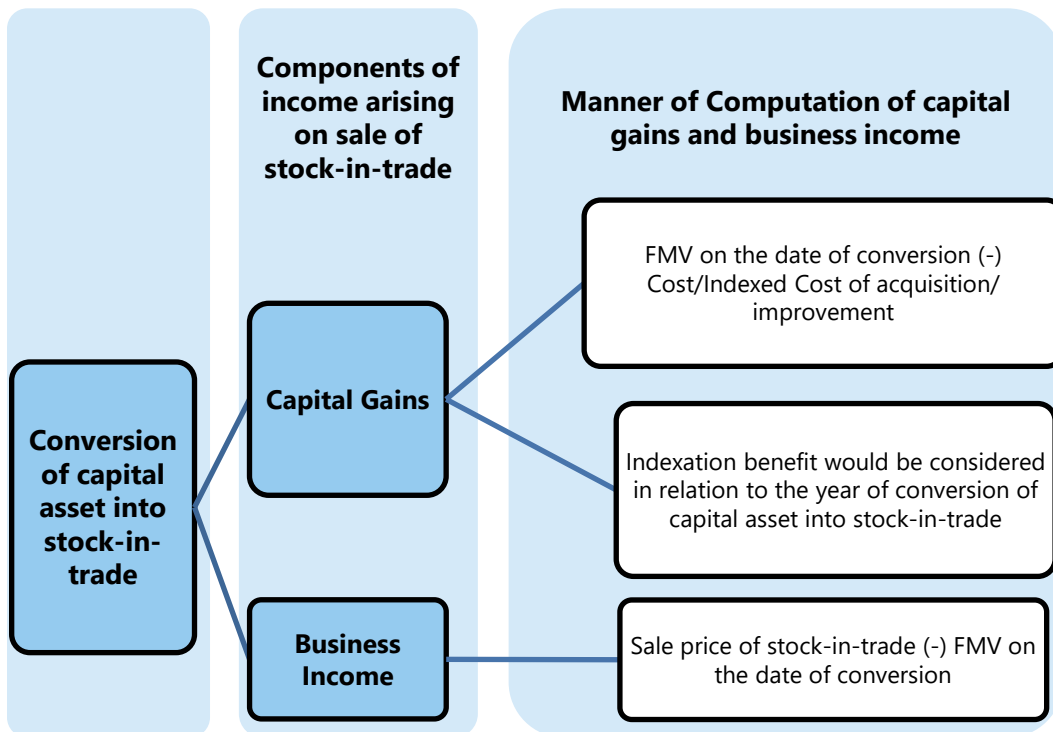 Components of
income arising
on sale of
stock-in-trade
Manner of Computation of capital
gains and business income
Conversion
of capital
asset into
stock-in-
trade
Capital Gains
FMV on the date of conversion (-)
Cost/Indexed Cost of acquisition/
improvement
Indexation benefit would be considered
in relation to the year of conversion of
capital asset into stock-in-trade
Business
Income
Sale price of stock-in-trade (-) FMV on
the date of conversion